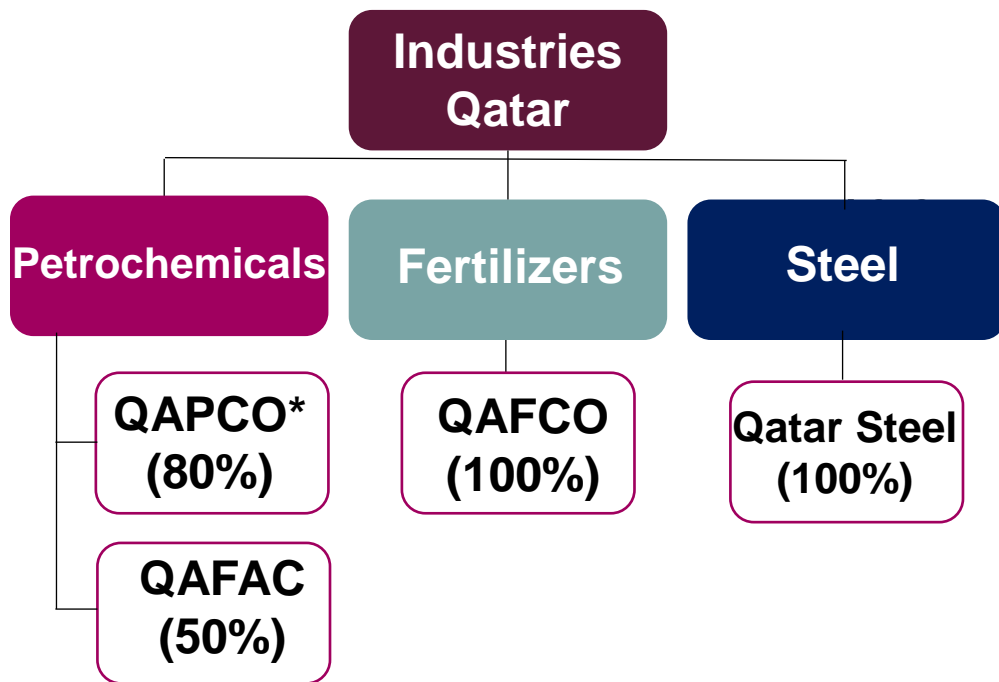 Industries
Qatar
Petrochemicals
Fertilizers
Steel
QAPCO*
(80%)
QAFCO
(100%)
Qatar Steel
(100%)
QAFAC
(50%)